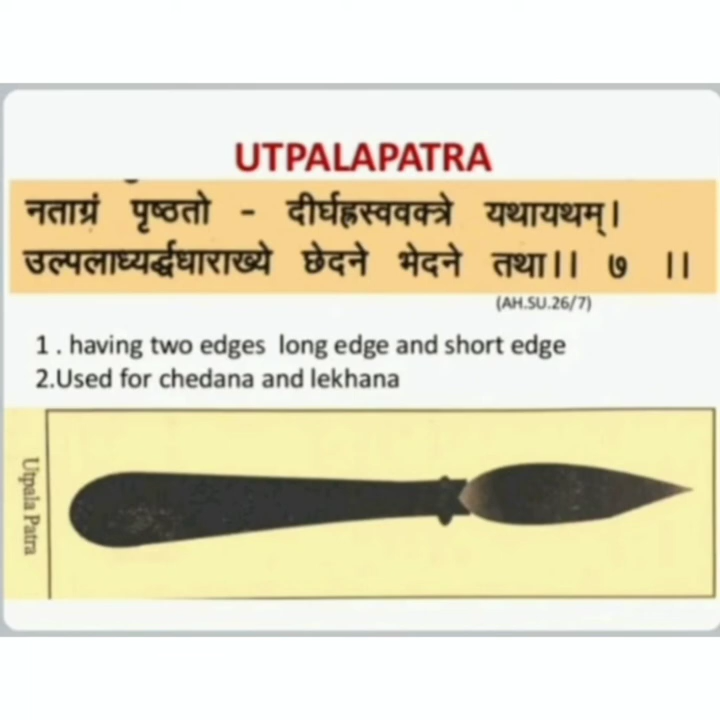 UTPALAPATRA
नताग्रं पृष्ठतो - दीर्घह्रस्ववक्त्रे यथायथम्।
उत्पलाध्यर्द्धधाराख्ये छेदने भेदने तथा।। ७ ।।
(AH.SU.26/7)
1 . having two edges long edge and short edge
2.Used for chedana and lekhana
Utpala Patra